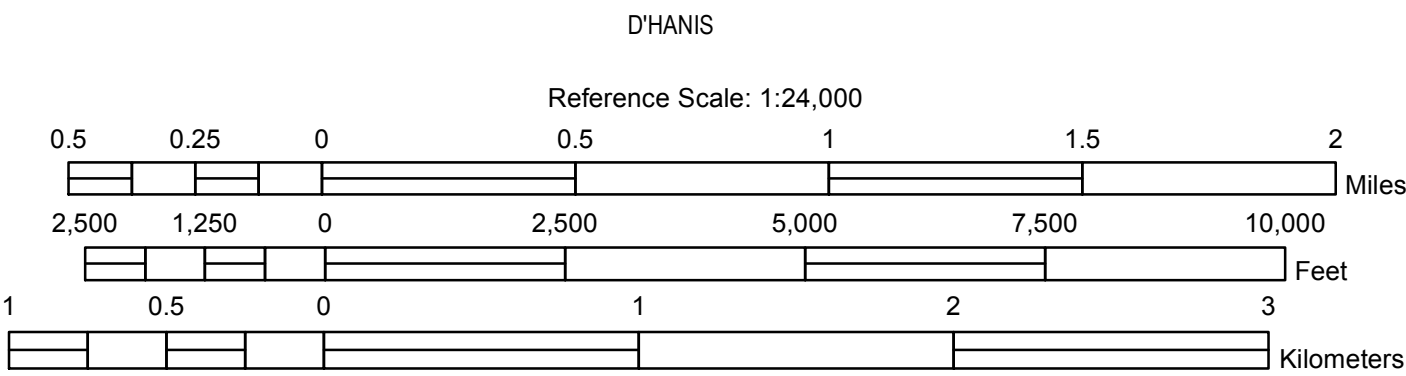 D'HANIS
Reference Scale: 1:24,000
0.5 0.25 0 0.5 1 1.5 2
Miles
2,500 1,250 0 2,500 5,000 7,500 10,000
Feet
1 0.5 0 1 2 3
Kilometers